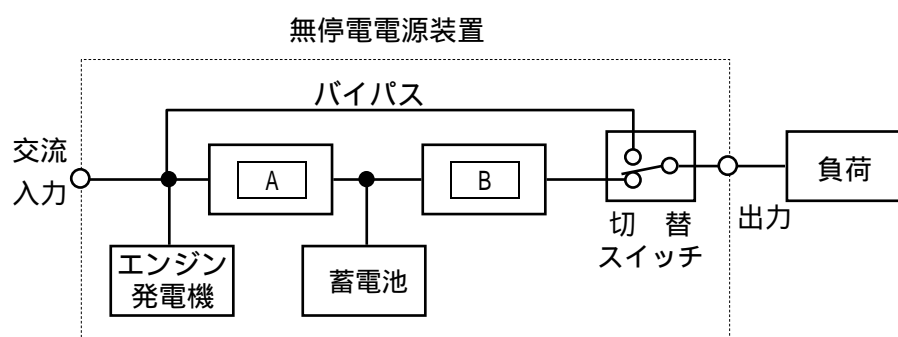 無停電電源装置
バイパス
交流
入力
A
B
負荷
切 替
スイッチ
出力
エンジン
発電機
蓄電池